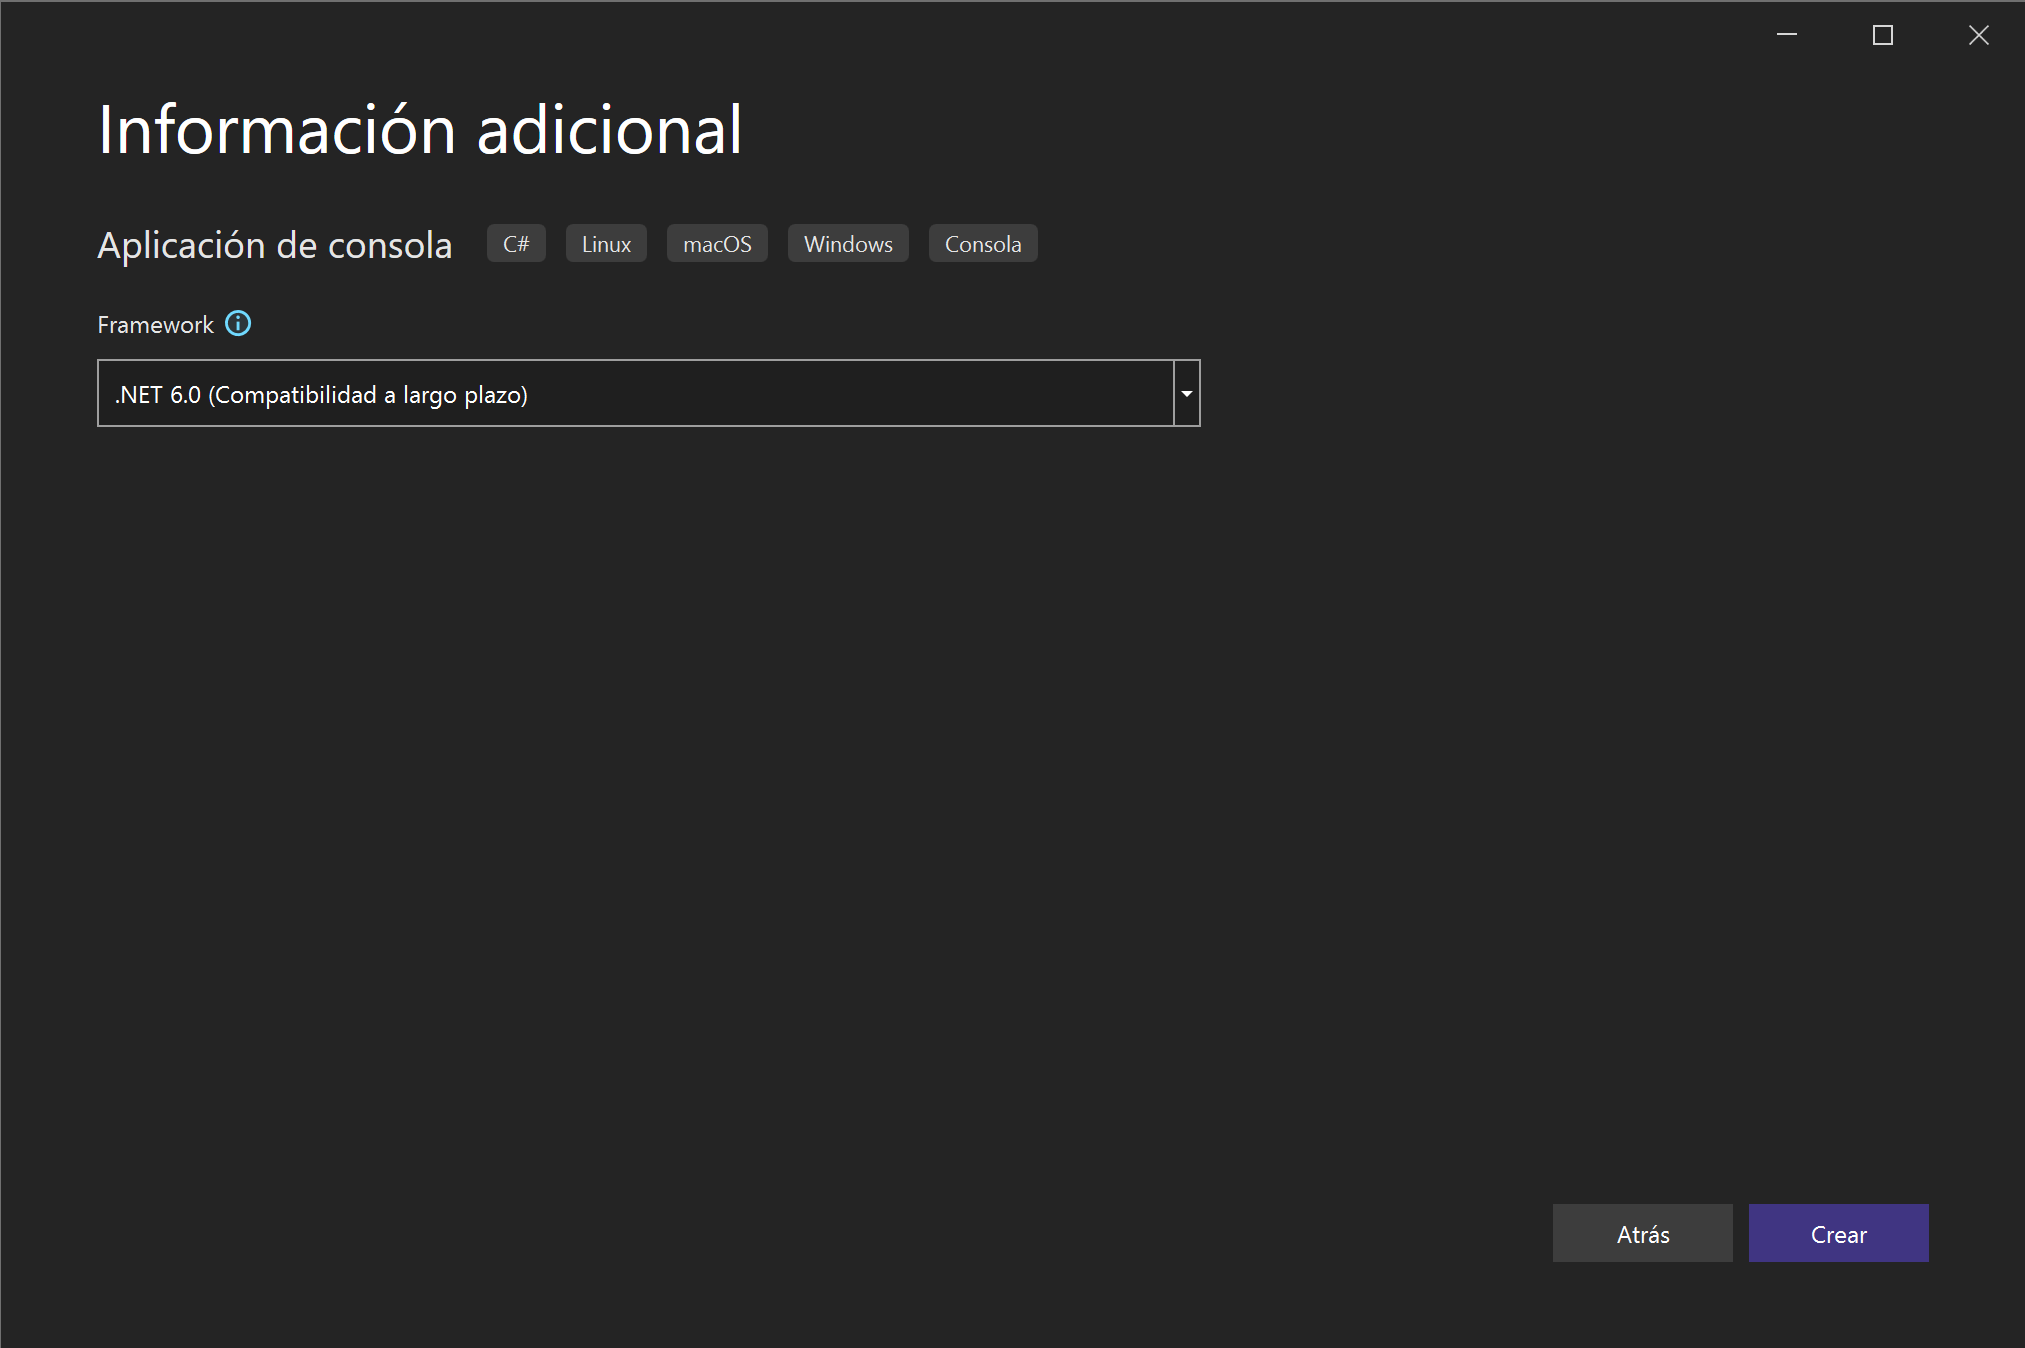 Información adicional
Aplicación de consola C# Linux macOS Windows Consola
Framework
.NET 6.0 (Compatibilidad a largo plazo)
Atrás Crear